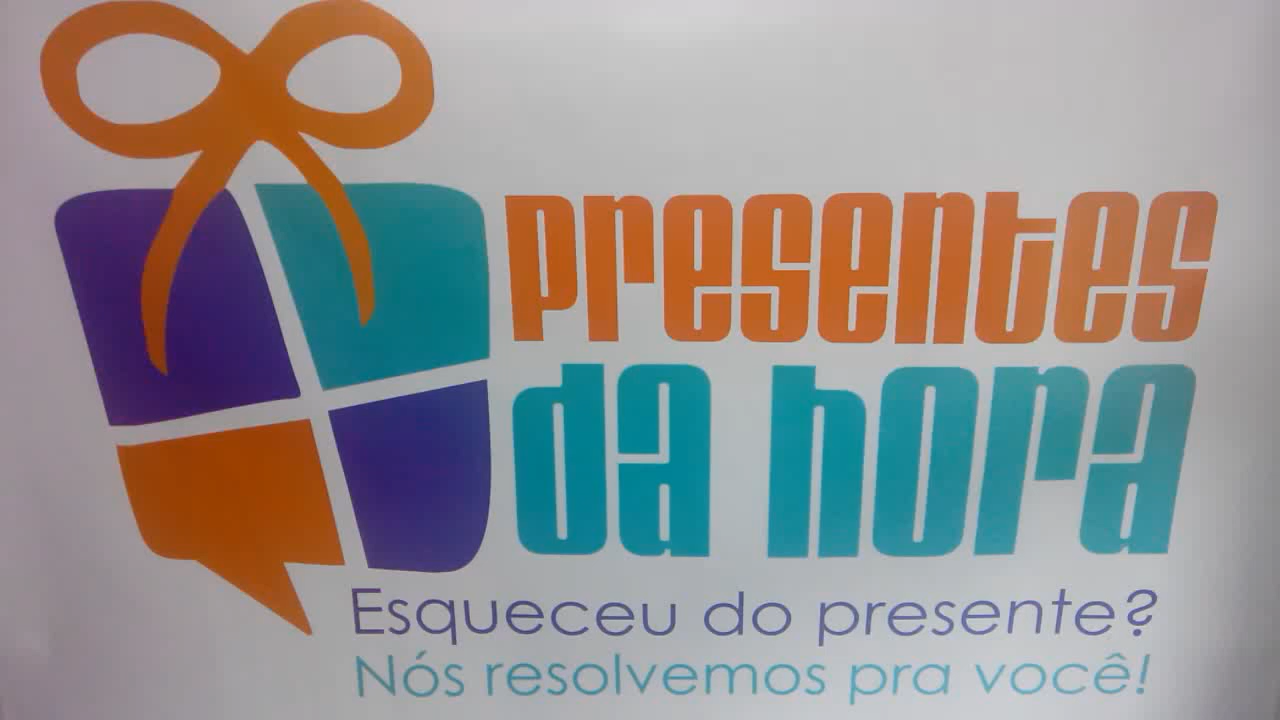 presentes
da hora
Esqueceu do presente?
Nós resolvemos pra você!